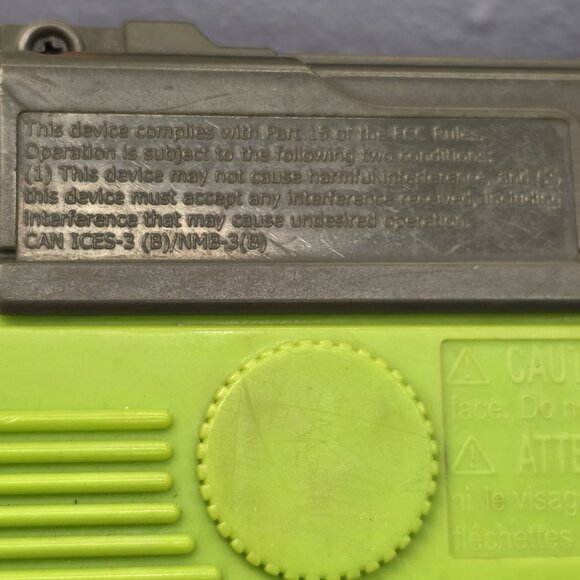 This device complies with Part 15 of the FCC Rules.
Operation is subject to the following two conditions:
(1) This device may not cause harmful interference, and (2)
this device must accept any interference received, including
interference that may cause undesired operation.
CAN ICES-3 (B)/NMB-3(B)
⚠ CAUT
face. Do n
⚠ ATTE
ni le visag
fléchettes